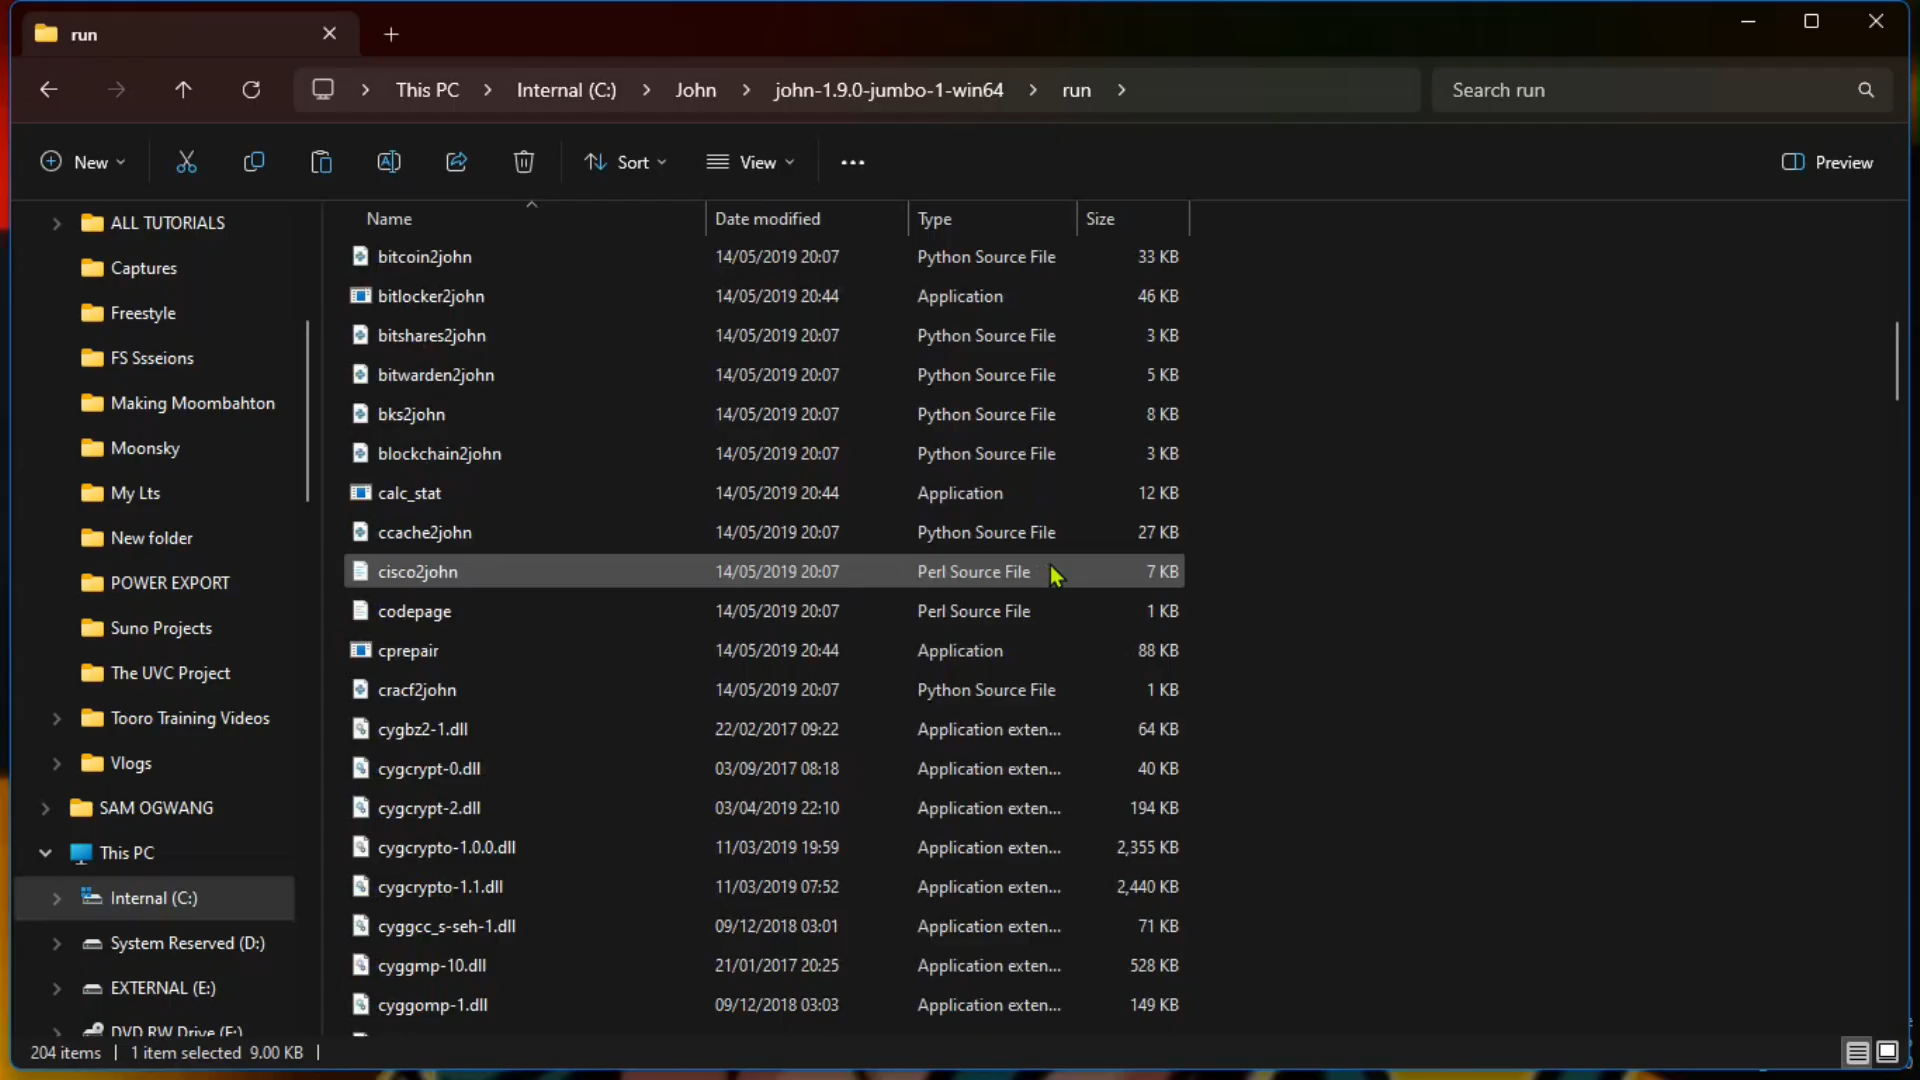 run
This PC > Internal (C:) > John > john-1.9.0-jumbo-1-win64 > run >
Search run
New
Sort
View
Preview
ALL TUTORIALS
Captures
Freestyle
FS Ssseions
Making Moombahton
Moonsky
My Lts
New folder
POWER EXPORT
Suno Projects
The UVC Project
Tooro Training Videos
Vlogs
SAM OGWANG
This PC
Internal (C:)
System Reserved (D:)
EXTERNAL (E:)
DVD RW Drive (F:)
Name Date modified Type Size
bitcoin2john 14/05/2019 20:07 Python Source File 33 KB
bitlocker2john 14/05/2019 20:44 Application 46 KB
bitshares2john 14/05/2019 20:07 Python Source File 3 KB
bitwarden2john 14/05/2019 20:07 Python Source File 5 KB
bks2john 14/05/2019 20:07 Python Source File 8 KB
blockchain2john 14/05/2019 20:07 Python Source File 3 KB
calc_stat 14/05/2019 20:44 Application 12 KB
ccache2john 14/05/2019 20:07 Python Source File 27 KB
cisco2john 14/05/2019 20:07 Perl Source File 7 KB
codepage 14/05/2019 20:07 Perl Source File 1 KB
cprepair 14/05/2019 20:44 Application 88 KB
cracf2john 14/05/2019 20:07 Python Source File 1 KB
cygbz2-1.dll 22/02/2017 09:22 Application exten... 64 KB
cygcrypt-0.dll 03/09/2017 08:18 Application exten... 40 KB
cygcrypt-2.dll 03/04/2019 22:10 Application exten... 194 KB
cygcrypto-1.0.0.dll 11/03/2019 19:59 Application exten... 2,355 KB
cygcrypto-1.1.dll 11/03/2019 07:52 Application exten... 2,440 KB
cyggcc_s-seh-1.dll 09/12/2018 03:01 Application exten... 71 KB
cyggmp-10.dll 21/01/2017 20:25 Application exten... 528 KB
cyggomp-1.dll 09/12/2018 03:03 Application exten... 149 KB
204 items | 1 item selected 9.00 KB |